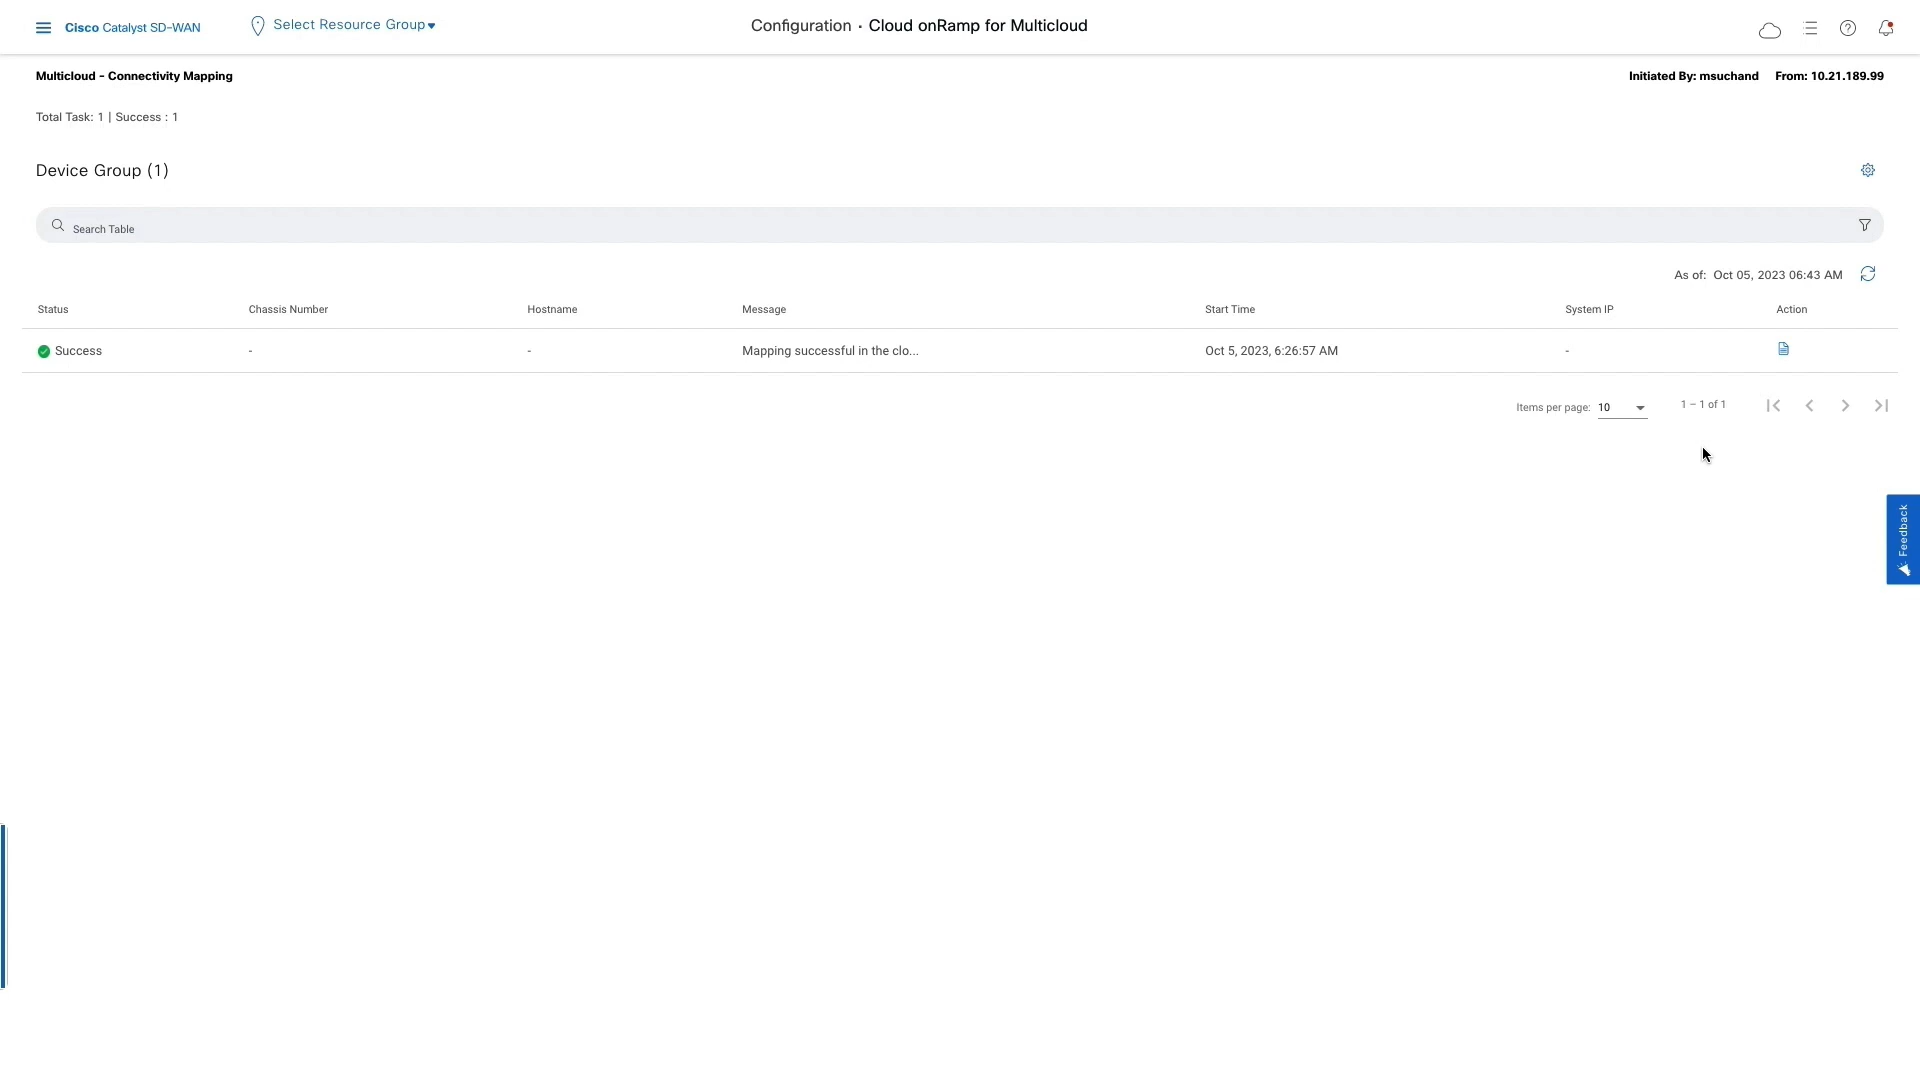 Cisco Catalyst SD-WAN
Select Resource Group
Configuration · Cloud onRamp for Multicloud
Multicloud - Connectivity Mapping
Initiated By: msuchand From: 10.21.189.99
Total Task: 1 | Success : 1
Device Group (1)
Search Table
As of: Oct 05, 2023 06:43 AM
Status Chassis Number Hostname Message Start Time System IP Action
Success - - Mapping successful in the clo... Oct 5, 2023, 6:26:57 AM -
Items per page: 10 1 – 1 of 1
Feedback